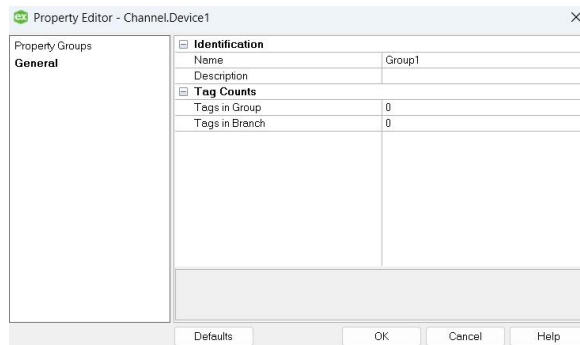 ex Property Editor - Channel.Device1
Property Groups
General
Identification
Name Group1
Description
Tag Counts
Tags in Group 0
Tags in Branch 0
Defaults OK Cancel Help